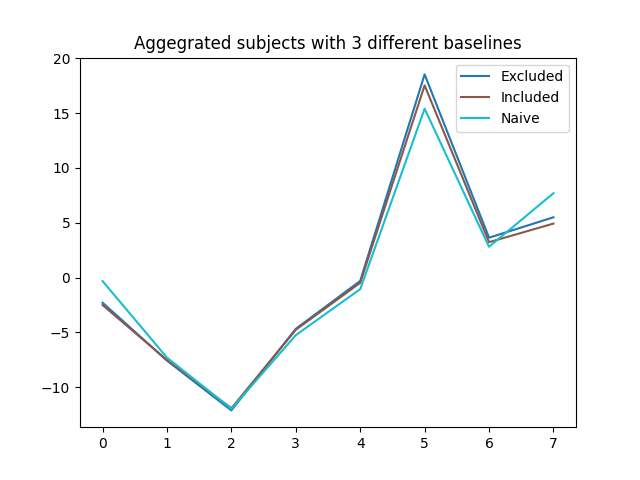 Aggegrated subjects with 3 different baselines
20
15
10
5
0
−5
−10
Excluded
Included
Naive
0 1 2 3 4 5 6 7